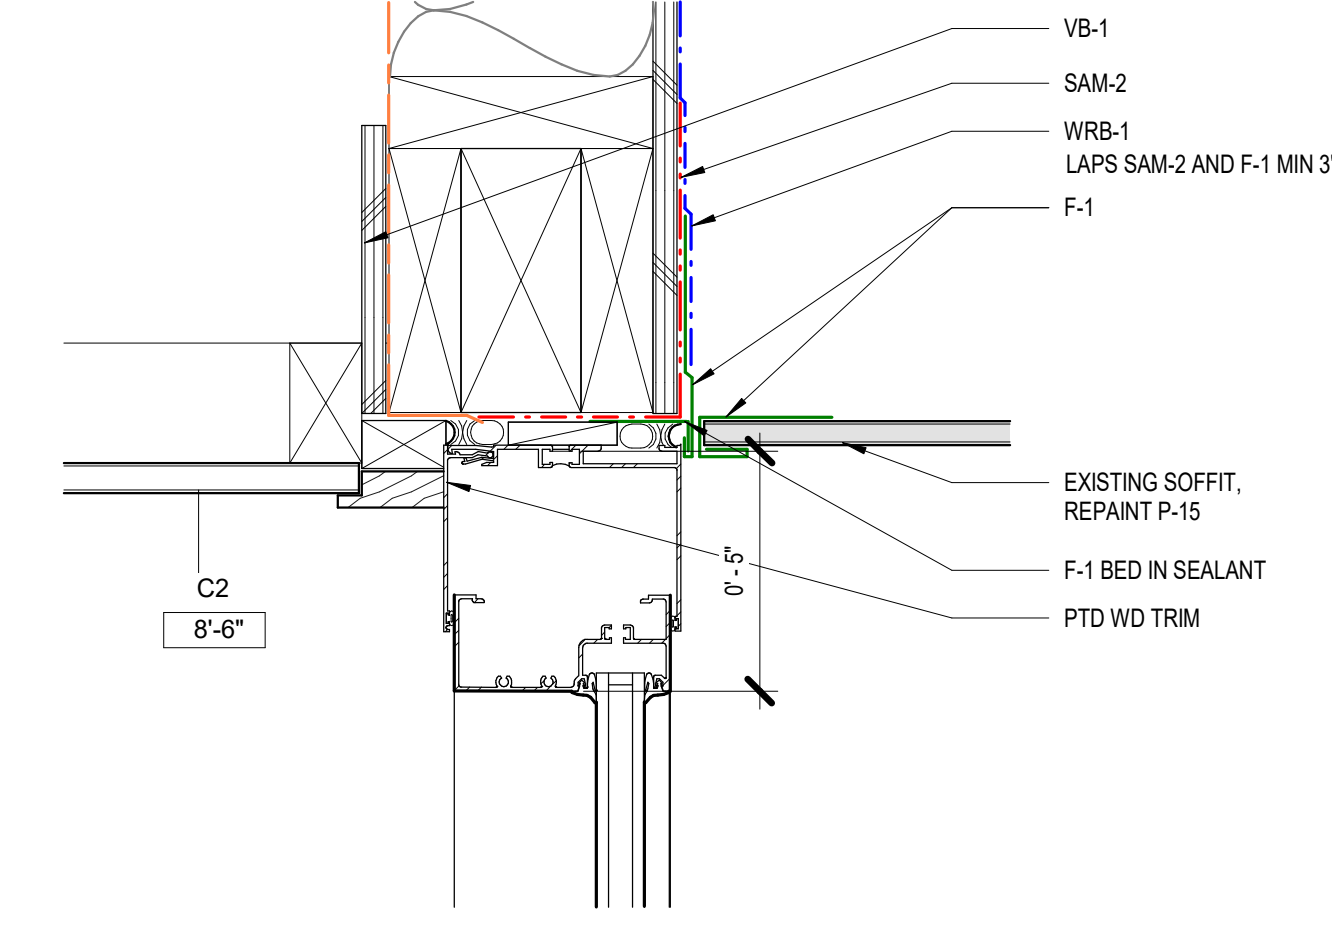 VB-1
SAM-2
WRB-1
LAPS SAM-2 AND F-1 MIN 3"
F-1
EXISTING SOFFIT,
REPAINT P-15
F-1 BED IN SEALANT
PTD WD TRIM
0' - 5"
C2
8'-6"